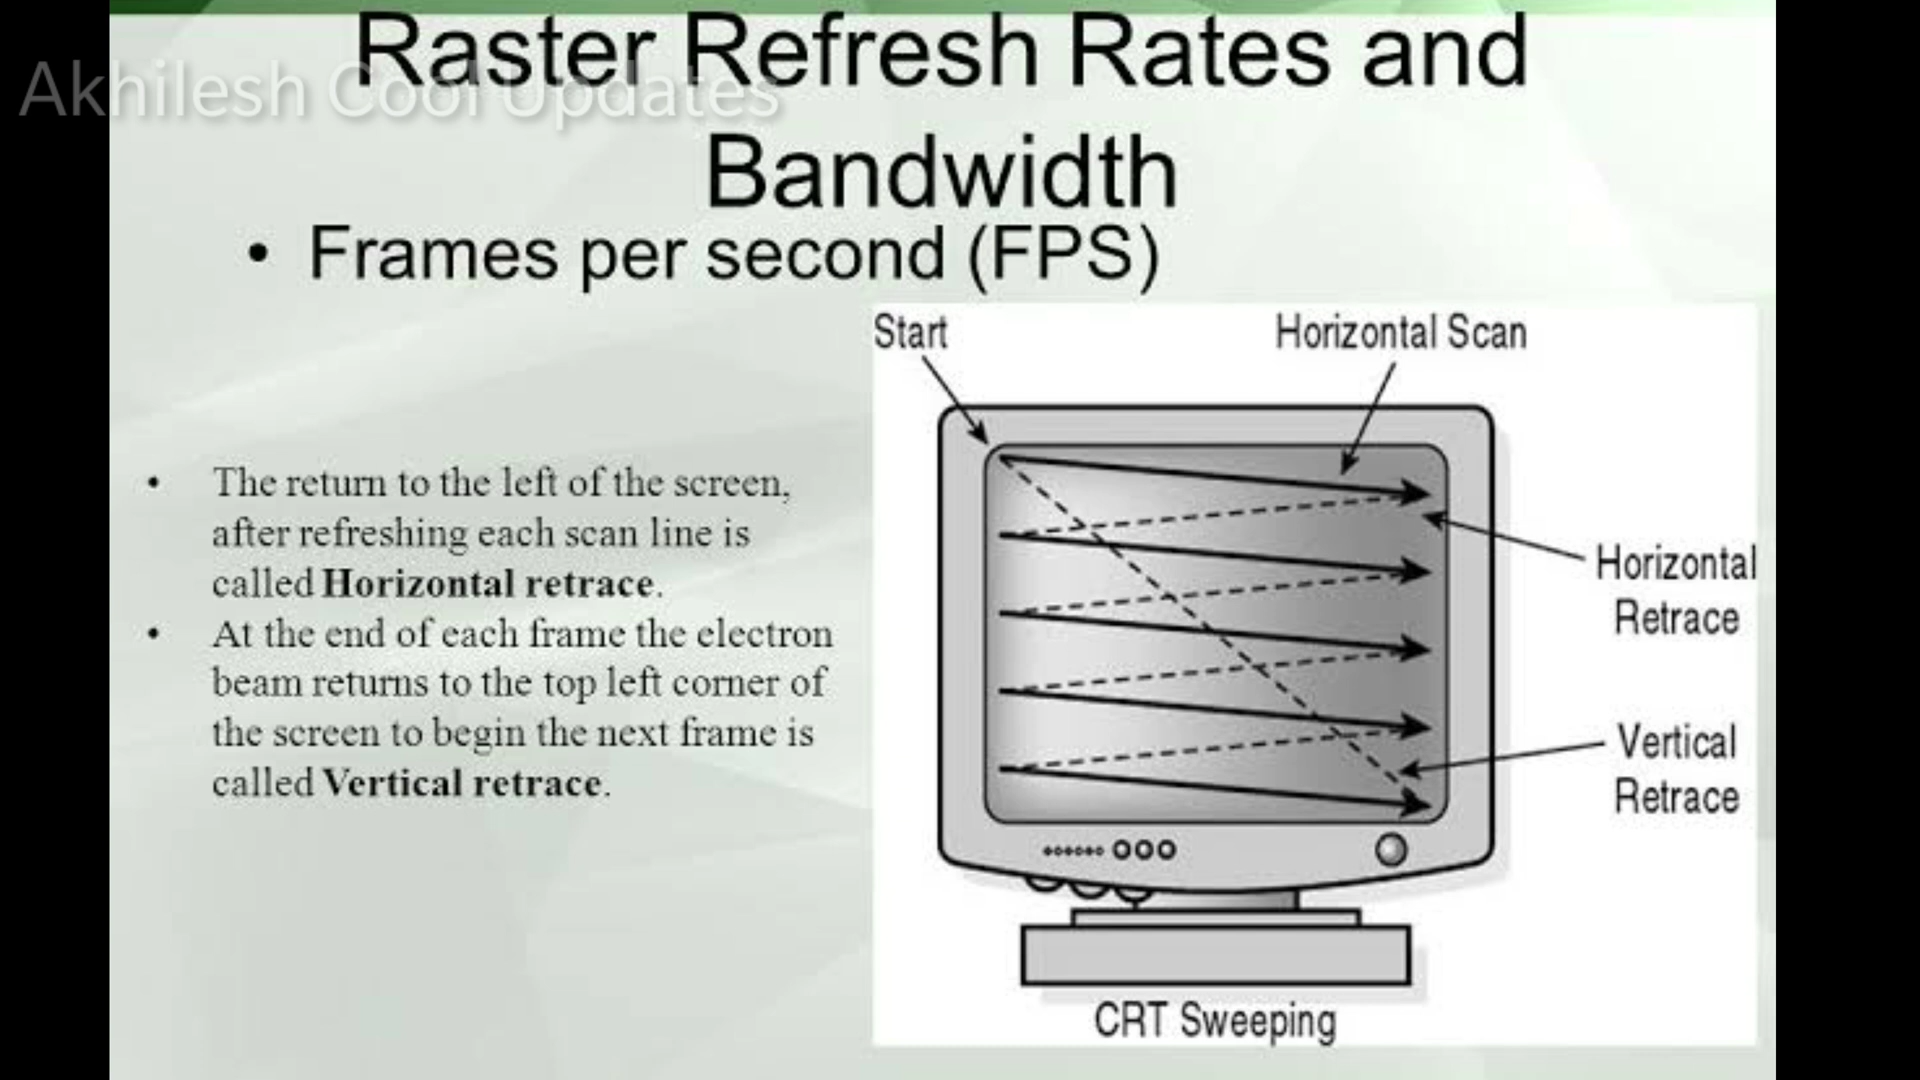 Raster Refresh Rates and
Akhilesh Cool Updates
Bandwidth
• Frames per second (FPS)
• The return to the left of the screen,
after refreshing each scan line is
called Horizontal retrace.
• At the end of each frame the electron
beam returns to the top left corner of
the screen to begin the next frame is
called Vertical retrace.
Start
Horizontal Scan
Horizontal
Retrace
Vertical
Retrace
CRT Sweeping